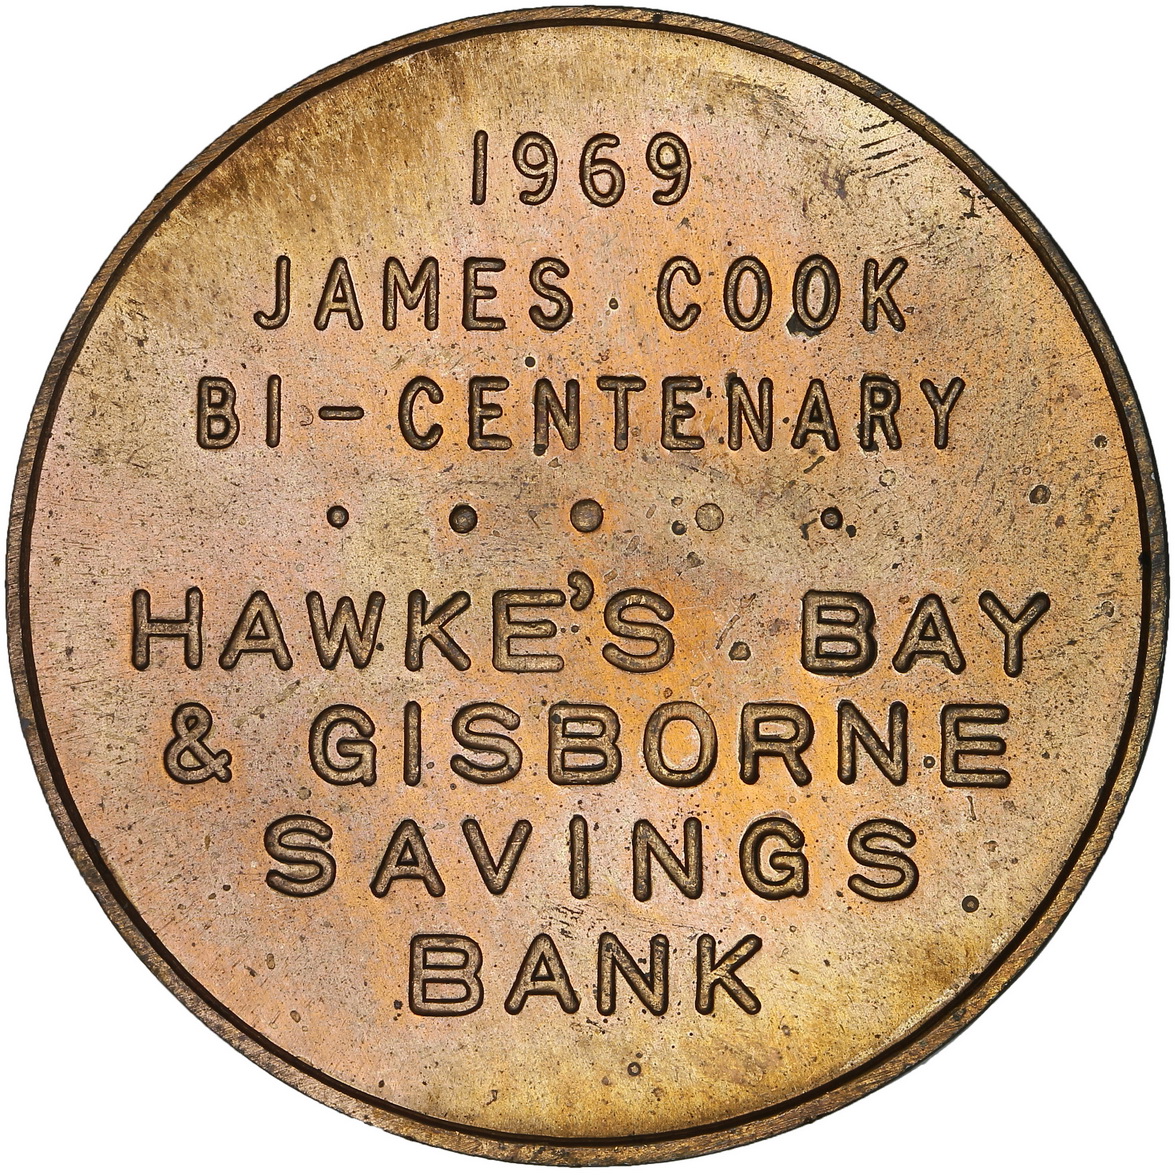 1969
JAMES COOK
BI-CENTENARY
HAWKE'S BAY
& GISBORNE
SAVINGS
BANK